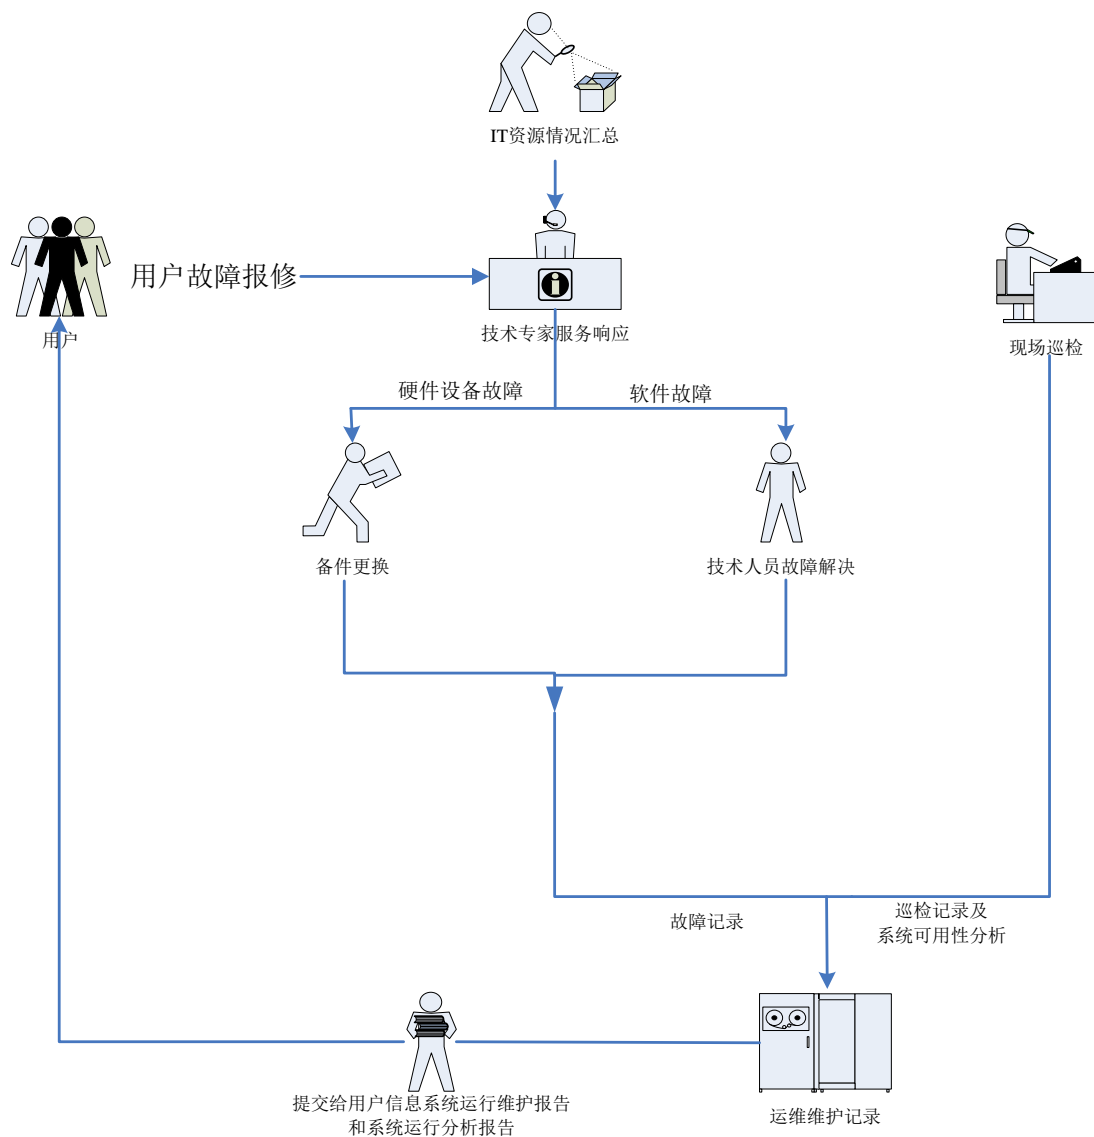 IT资源情况汇总
用户故障报修
用户
技术专家服务响应
现场巡检
硬件设备故障
软件故障
备件更换
技术人员故障解决
故障记录
巡检记录及
系统可用性分析
提交给用户信息系统运行维护报告
和系统运行分析报告
运维维护记录